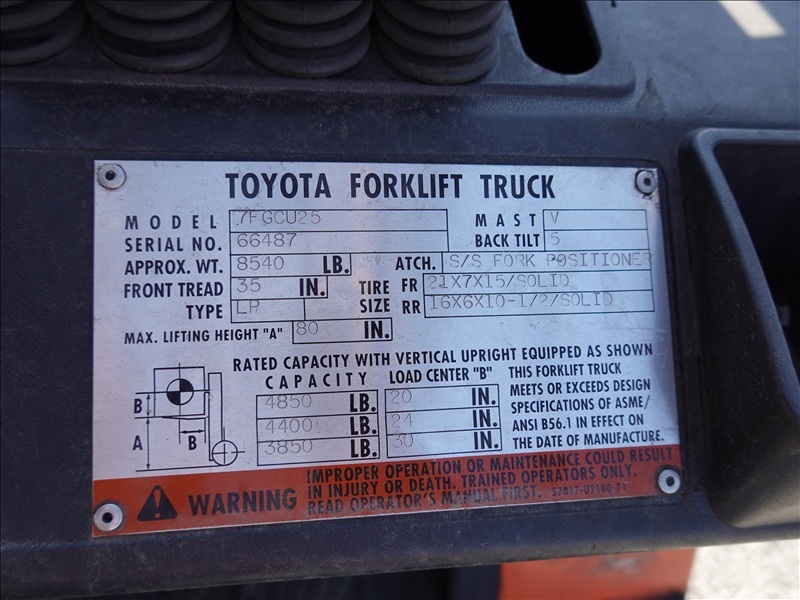 TOYOTA FORKLIFT TRUCK
MODEL 7FGCU25 MAST V
SERIAL NO. 66487 BACK TILT 5
APPROX. WT. 8540 LB. ATCH. S/S FORK POSITIONER
FRONT TREAD 35 IN. TIRE SIZE FR 21X7X15/SOLID
TYPE LP RR 16X6X10-1/2/SOLID
MAX. LIFTING HEIGHT "A" 80 IN.
RATED CAPACITY WITH VERTICAL UPRIGHT EQUIPPED AS SHOWN
CAPACITY LOAD CENTER "B"
4850 LB. 20 IN.
4400 LB. 24 IN.
3850 LB. 30 IN.
B
A
B
THIS FORKLIFT TRUCK
MEETS OR EXCEEDS DESIGN
SPECIFICATIONS OF ASME/
ANSI B56.1 IN EFFECT ON
THE DATE OF MANUFACTURE.
WARNING
IMPROPER OPERATION OR MAINTENANCE COULD RESULT
IN INJURY OR DEATH. TRAINED OPERATORS ONLY.
READ OPERATOR'S MANUAL FIRST. 57847-U2100-71